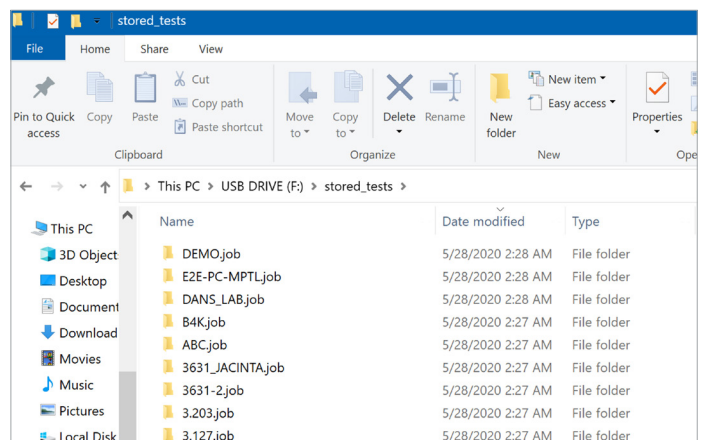 stored_tests
File Home Share View
Pin to Quick access
Copy
Paste
Cut
Copy path
Paste shortcut
Clipboard
Move to
Copy to
Delete
Rename
Organize
New folder
New item
Easy access
New
Properties
Ope
This PC > USB DRIVE (F:) > stored_tests >
This PC
3D Object
Desktop
Document
Download
Movies
Music
Pictures
Local Disk
Name Date modified Type
DEMO.job 5/28/2020 2:28 AM File folder
E2E-PC-MPTL.job 5/28/2020 2:28 AM File folder
DANS_LAB.job 5/28/2020 2:28 AM File folder
B4K.job 5/28/2020 2:27 AM File folder
ABC.job 5/28/2020 2:27 AM File folder
3631_JACINTA.job 5/28/2020 2:27 AM File folder
3631-2.job 5/28/2020 2:27 AM File folder
3.203.job 5/28/2020 2:27 AM File folder
3.127.job 5/28/2020 2:27 AM File folder